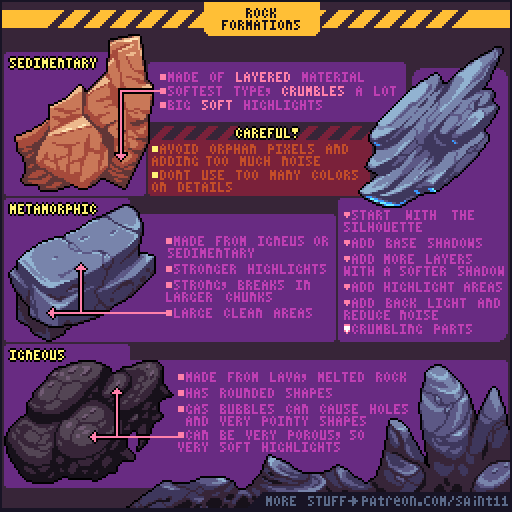 ROCK
FORMATIONS
SEDIMENTARY
MADE OF LAYERED MATERIAL
SOFTEST TYPE, CRUMBLES A LOT
BIG SOFT HIGHLIGHTS
CAREFUL!
AVOID ORPHAN PIXELS AND
ADDING TOO MUCH NOISE
DONT USE TOO MANY COLORS
ON DETAILS
METAMORPHIC
MADE FROM IGNEUS OR
SEDIMENTARY
STRONGER HIGHLIGHTS
STRONG, BREAKS IN
LARGER CHUNKS
LARGE CLEAN AREAS
START WITH THE
SILHOUETTE
ADD BASE SHADOWS
ADD MORE LAYERS
WITH A SOFTER SHADOW
ADD HIGHLIGHT AREAS
ADD BACK LIGHT AND
REDUCE NOISE
CRUMBLING PARTS
IGNEOUS
MADE FROM LAVA, MELTED ROCK
HAS ROUNDED SHAPES
GAS BUBBLES CAN CAUSE HOLES
AND VERY POINTY SHAPES
CAN BE VERY POROUS, SO
VERY SOFT HIGHLIGHTS
MORE STUFF→PATREON.COM/SAINT11